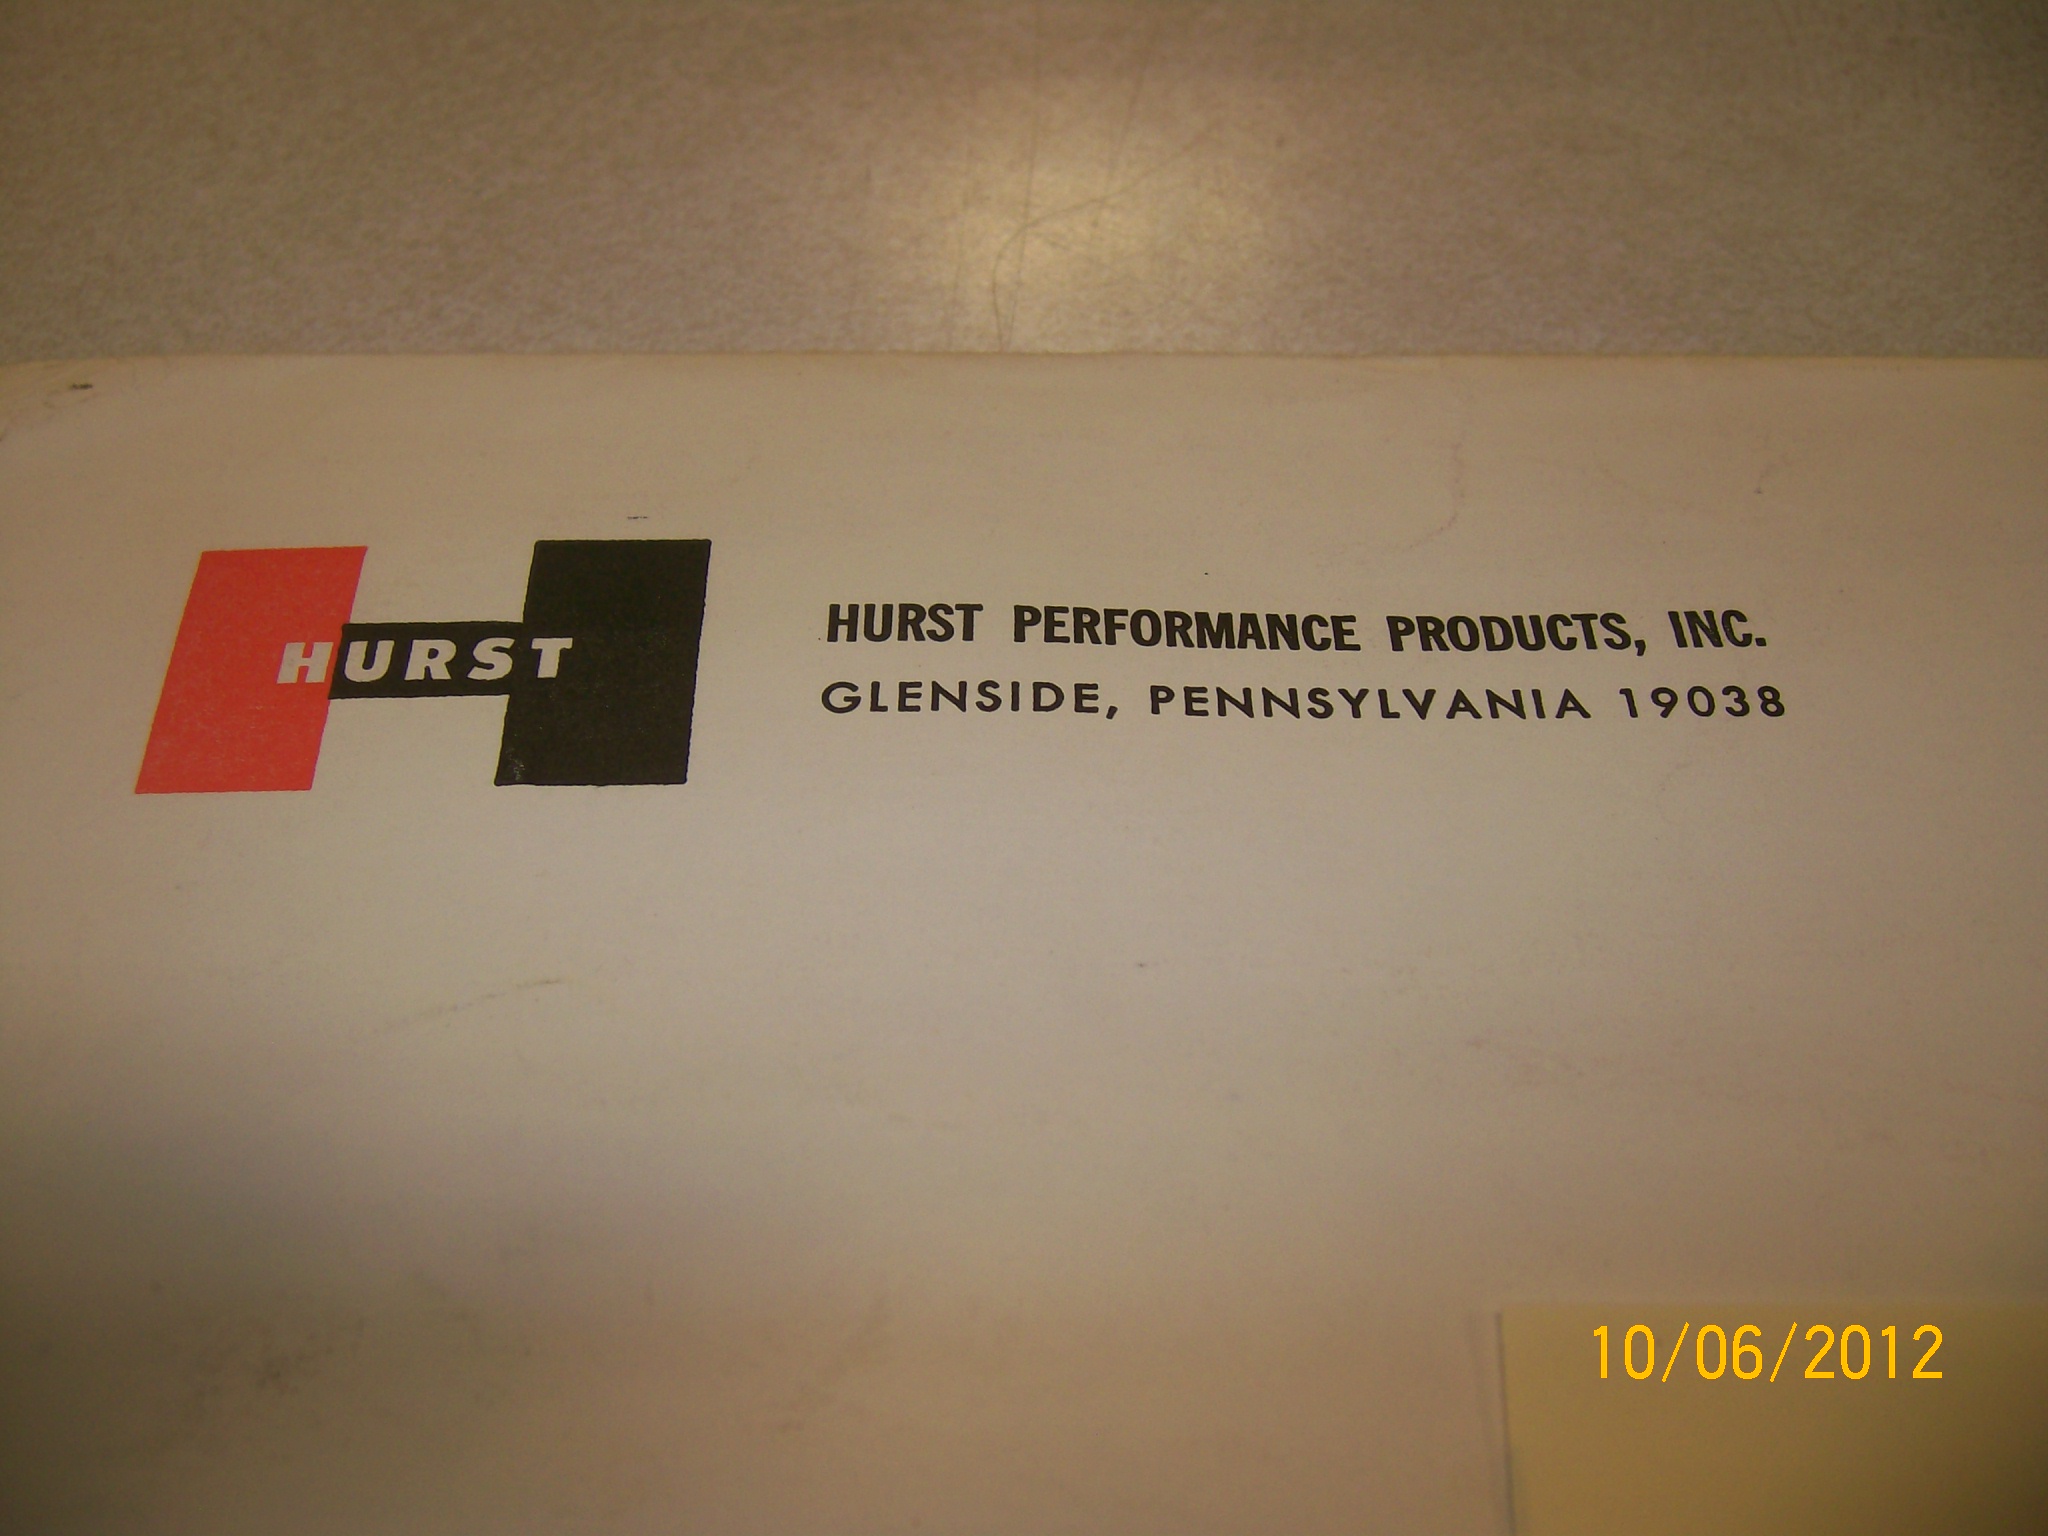 HURST
HURST PERFORMANCE PRODUCTS, INC.
GLENSIDE, PENNSYLVANIA 19038
10/06/2012